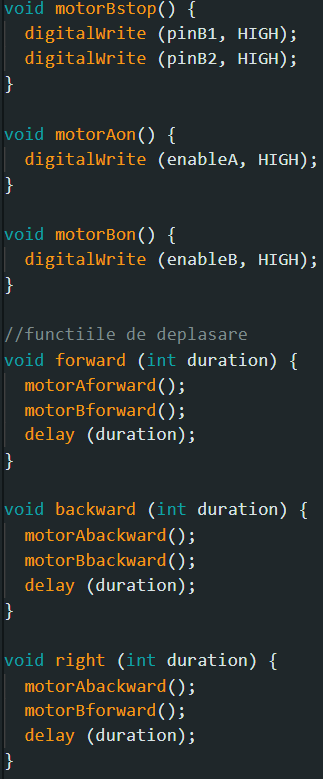 void motorBstop() {
digitalWrite (pinB1, HIGH);
digitalWrite (pinB2, HIGH);
}
void motorAon() {
digitalWrite (enableA, HIGH);
}
void motorBon() {
digitalWrite (enableB, HIGH);
}
//functiile de deplasare
void forward (int duration) {
motorAforward();
motorBforward();
delay (duration);
}
void backward (int duration) {
motorAbackward();
motorBbackward();
delay (duration);
}
void right (int duration) {
motorAbackward();
motorBforward();
delay (duration);
}